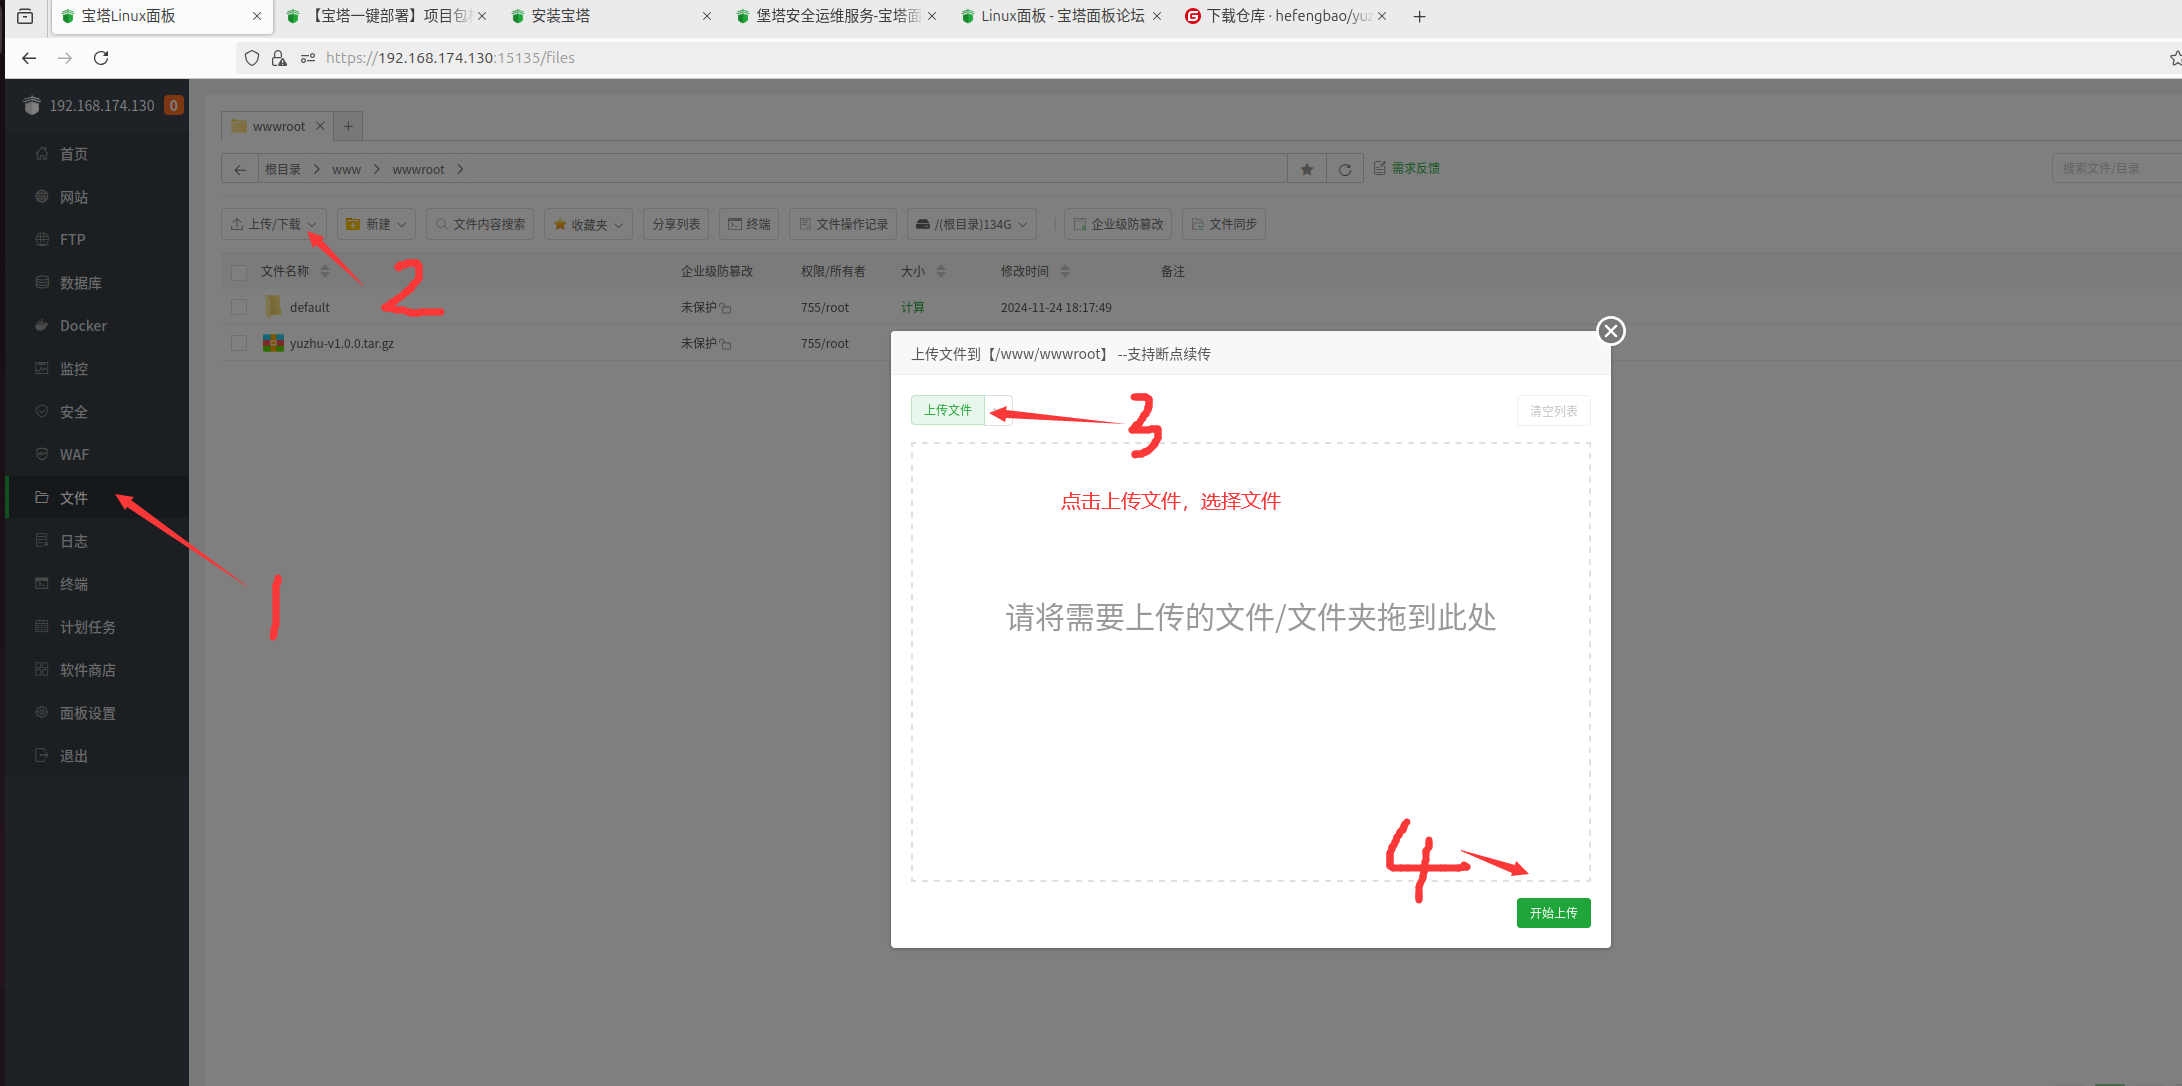 宝塔Linux面板
【宝塔一键部署】项目包
安装宝塔
堡塔安全运维服务-宝塔面
Linux面板 - 宝塔面板论坛
下载仓库 · hefengbao/yuz
https://192.168.174.130:15135/files
192.168.174.130 0
首页
网站
FTP
数据库
Docker
监控
安全
WAF
文件
日志
终端
计划任务
软件商店
面板设置
退出
wwwroot
根目录 www wwwroot
需求反馈
搜索文件/目录
上传/下载 新建 文件内容搜索 收藏夹 分享列表 终端 文件操作记录 /(根目录)134G 企业级防篡改 文件同步
文件名称 企业级防篡改 权限/所有者 大小 修改时间 备注
default 未保护 755/root 计算 2024-11-24 18:17:49
yuzhu-v1.0.0.tar.gz 未保护 755/root
1
2
上传文件到【/www/wwwroot】 --支持断点续传
上传文件
3
清空列表
点击上传文件，选择文件
请将需要上传的文件/文件夹拖到此处
4
开始上传